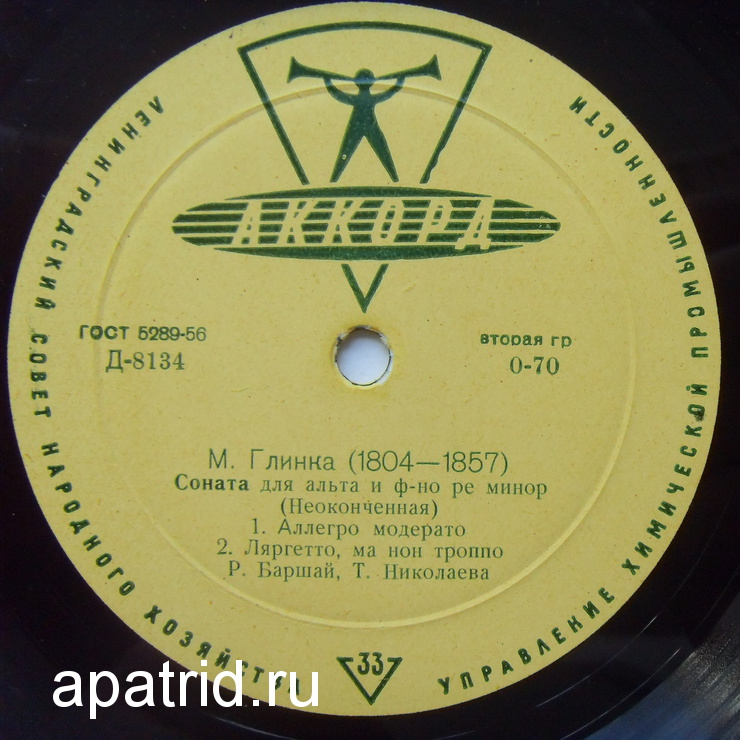 ЛЕНИНГРАДСКИЙ СОВЕТ НАРОДНОГО ХОЗЯЙСТВА
УПРАВЛЕНИЕ ХИМИЧЕСКОЙ ПРОМЫШЛЕННОСТИ
АККОРД
ГОСТ 5289-56
Д-8134
вторая гр
0-70
М. Глинка (1804—1857)
Соната для альта и ф-но ре минор
(Неоконченная)
1. Аллегро модерато
2. Ляргетто, ма нон троппо
Р. Баршай, Т. Николаева
33
apatrid.ru